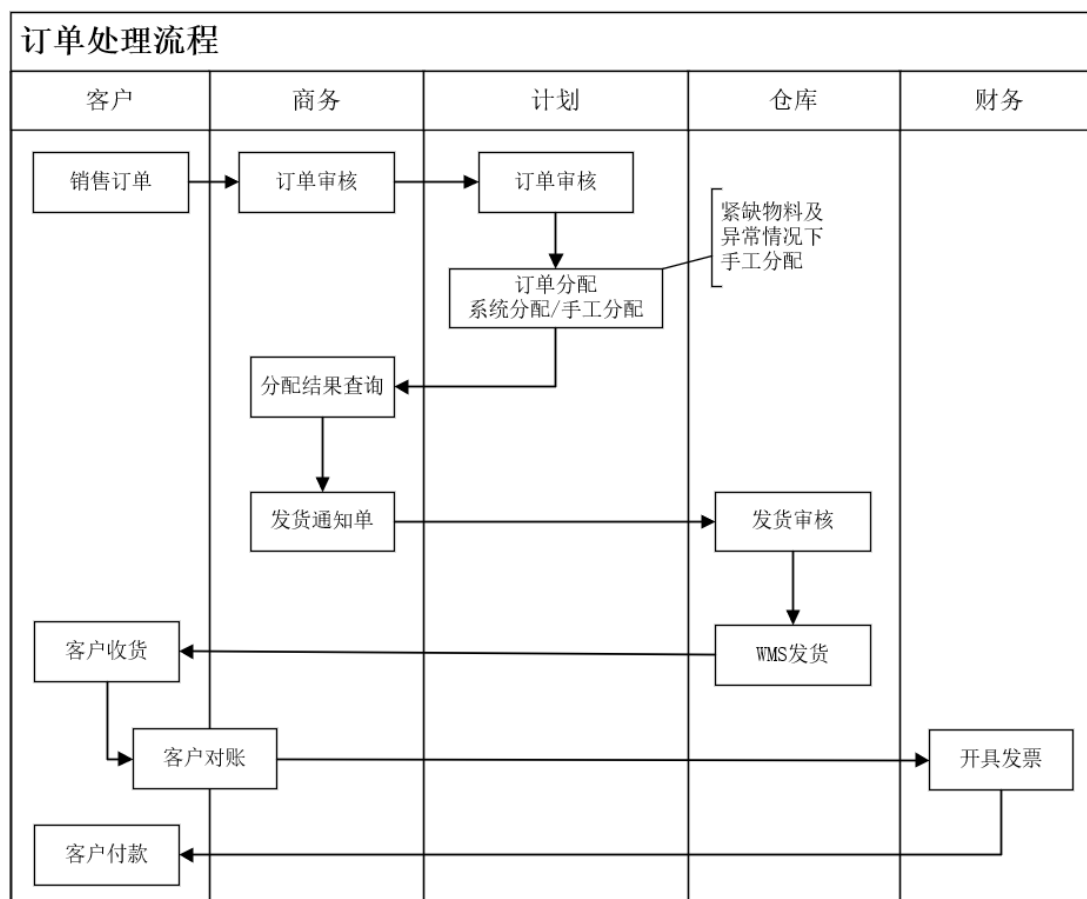 订单处理流程
客户
商务
计划
仓库
财务
销售订单
订单审核
订单审核
紧缺物料及
异常情况下
手工分配
订单分配
系统分配/手工分配
分配结果查询
发货通知单
发货审核
客户收货
WMS发货
客户对账
开具发票
客户付款